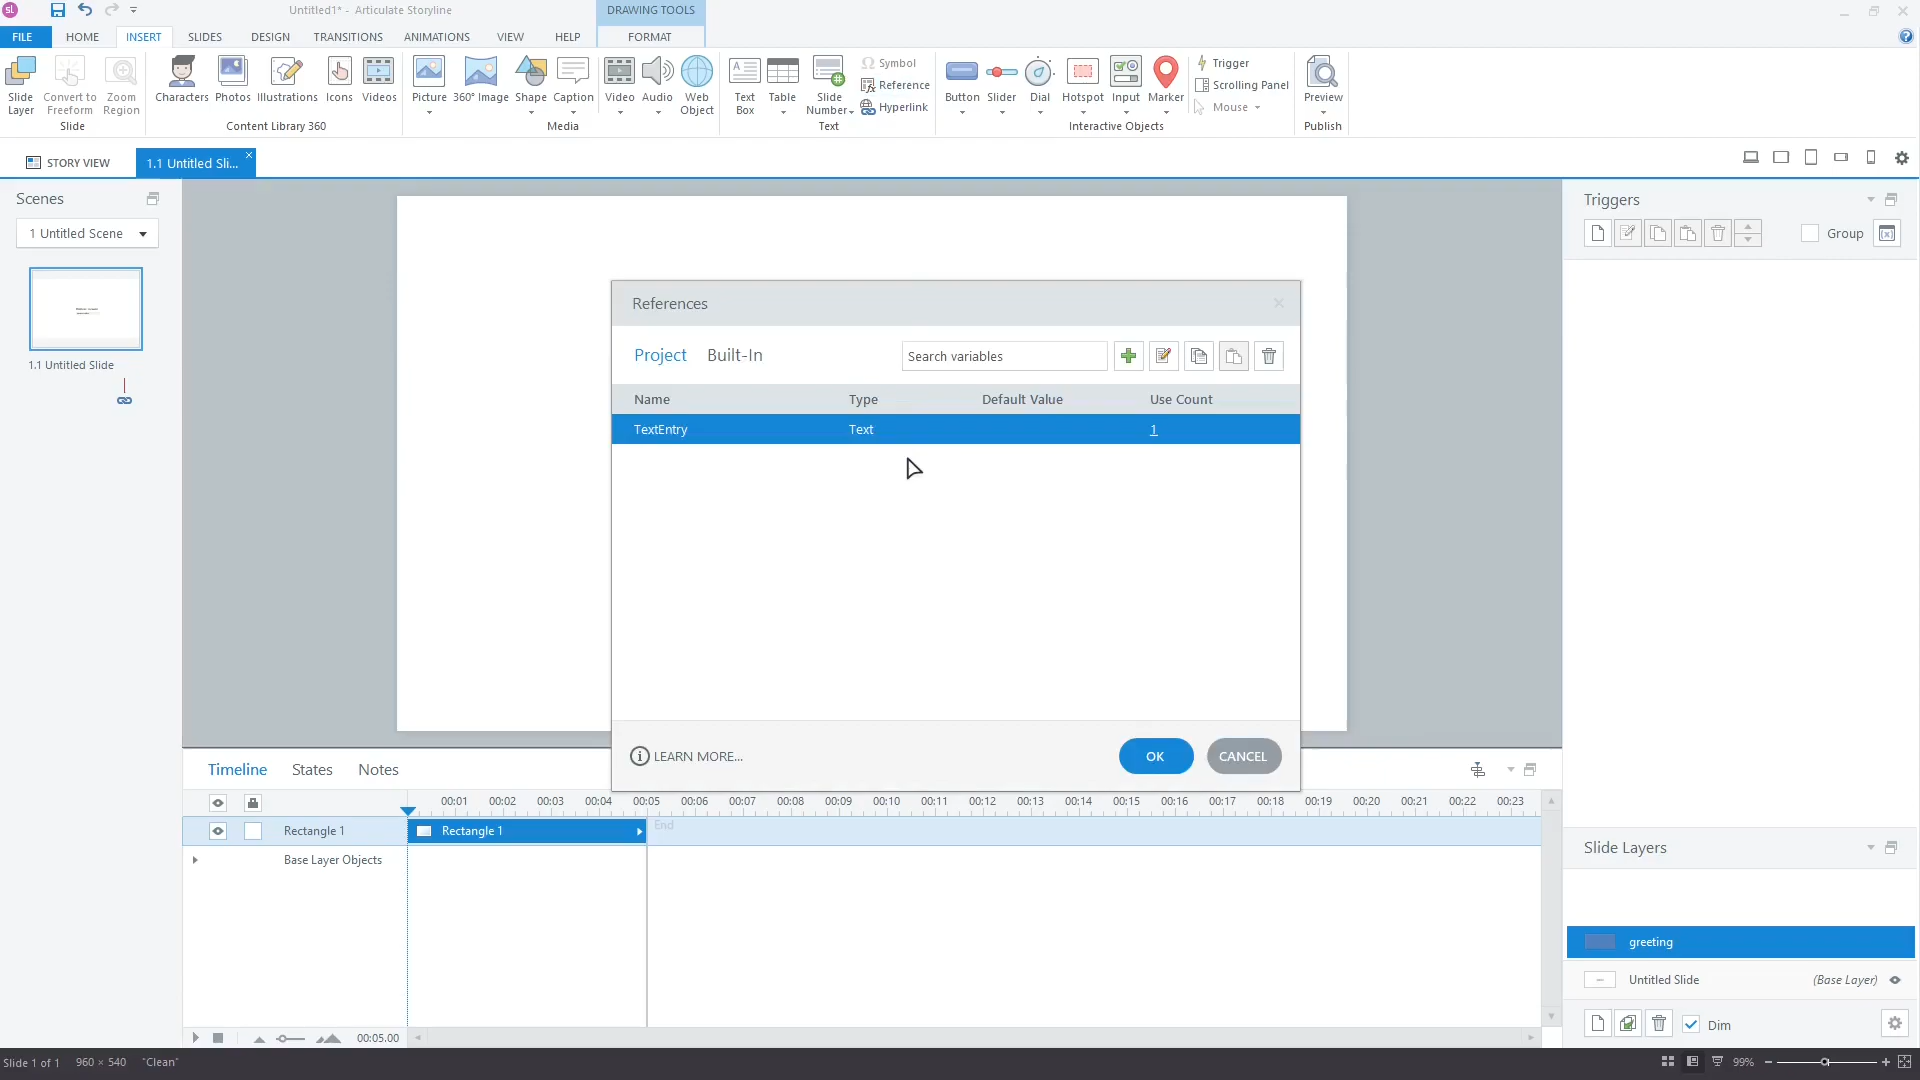 Untitled1* - Articulate Storyline
DRAWING TOOLS
FILE HOME INSERT SLIDES DESIGN TRANSITIONS ANIMATIONS VIEW HELP FORMAT
Slide Layer
Convert to Freeform
Zoom Region
Slide
Characters
Photos
Illustrations
Icons
Videos
Content Library 360
Picture
360° Image
Shape
Caption
Video
Audio
Web Object
Media
Text Box
Table
Slide Number
Symbol
Reference
Hyperlink
Text
Button
Slider
Dial
Hotspot
Input
Marker
Trigger
Scrolling Panel
Mouse
Interactive Objects
Preview
Publish
STORY VIEW
1.1 Untitled Sli...
Scenes
1 Untitled Scene
1.1 Untitled Slide
Triggers
Group
References
Project Built-In
Search variables
Name Type Default Value Use Count
TextEntry Text 1
LEARN MORE...
OK
CANCEL
Timeline States Notes
00:01 00:02 00:03 00:04 00:05 00:06 00:07 00:08 00:09 00:10 00:11 00:12 00:13 00:14 00:15 00:16 00:17 00:18 00:19 00:20 00:21 00:22 00:23
Rectangle 1 Rectangle 1 End
Base Layer Objects
00:05.00
Slide Layers
greeting
Untitled Slide (Base Layer)
Dim
Slide 1 of 1 960 × 540 "Clean" 99%